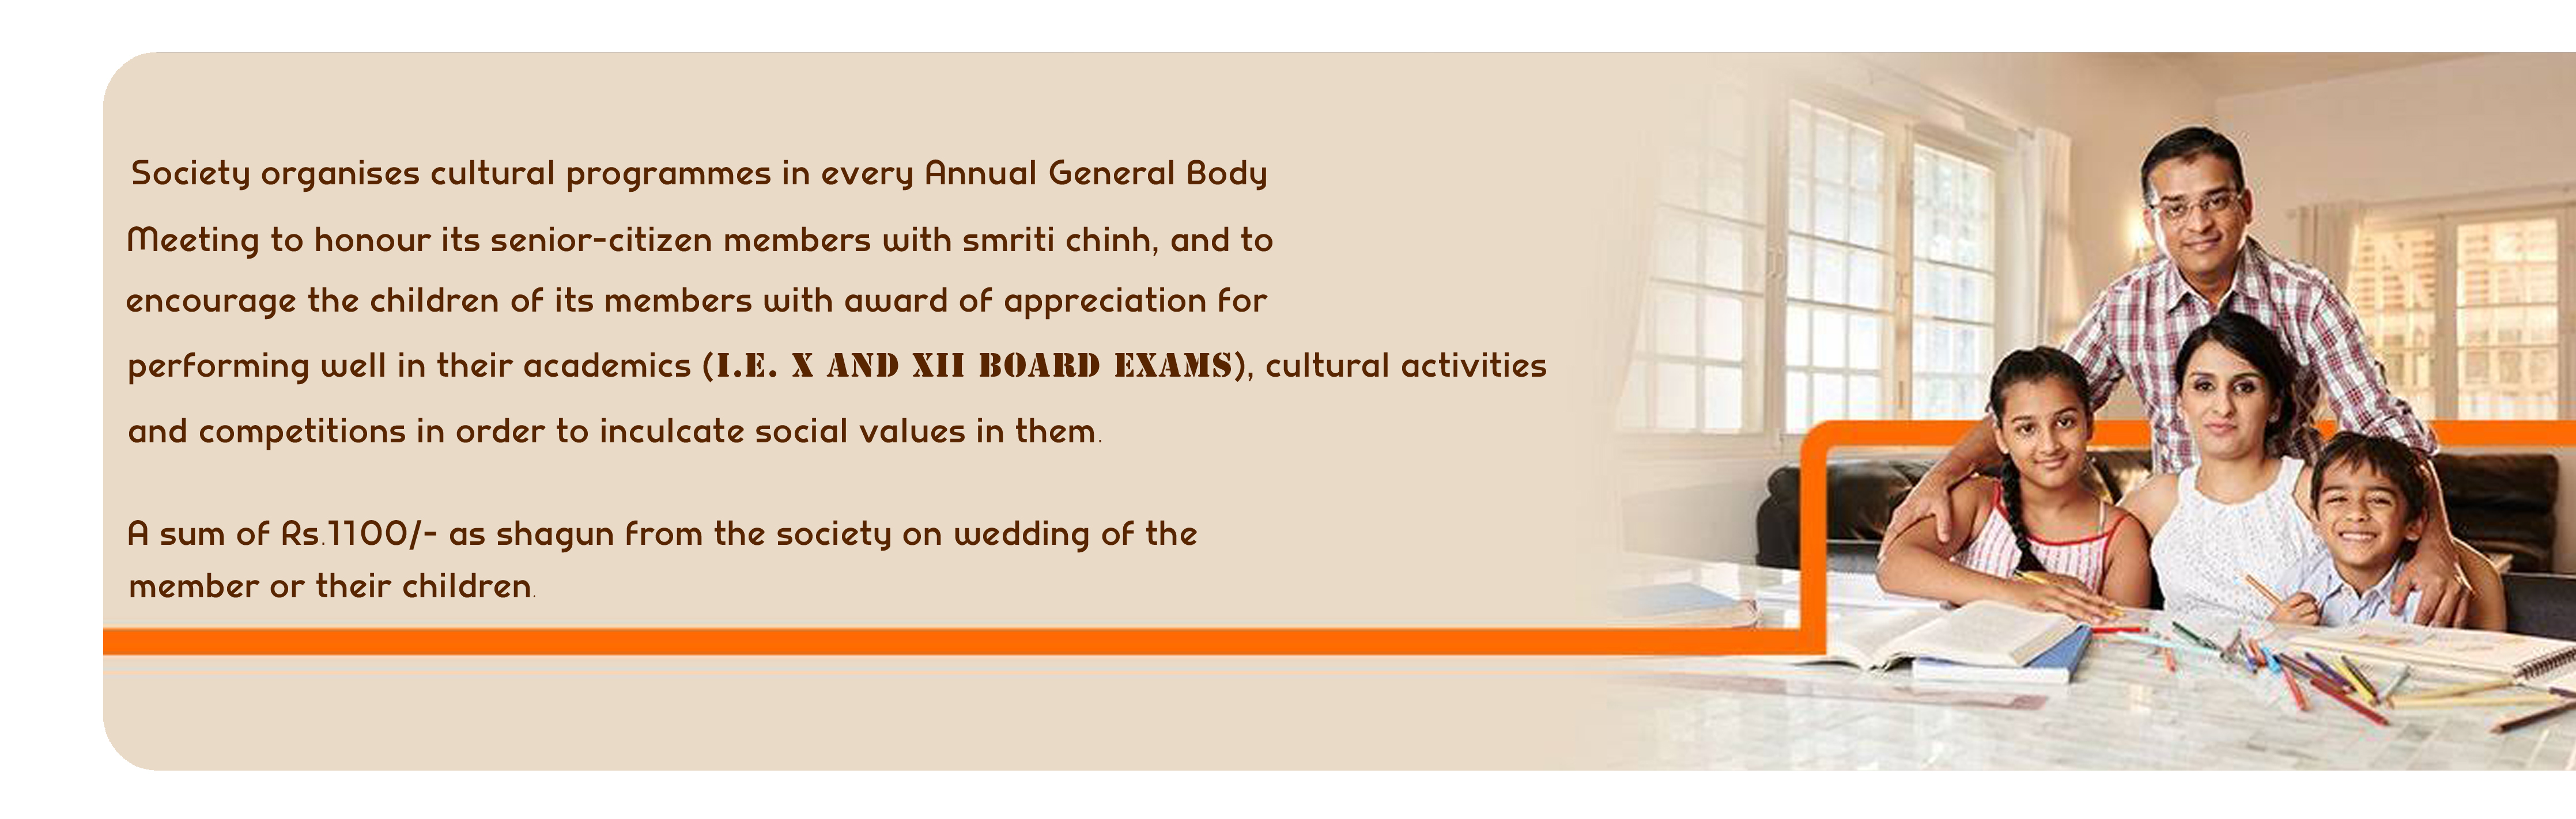 Society organises cultural programmes in every Annual General Body
Meeting to honour its senior-citizen members with smriti chinh, and to
encourage the children of its members with award of appreciation for
performing well in their academics (I.E. X AND XII BOARD EXAMS), cultural activities
and competitions in order to inculcate social values in them.
A sum of Rs.1100/- as shagun from the society on wedding of the
member or their children.